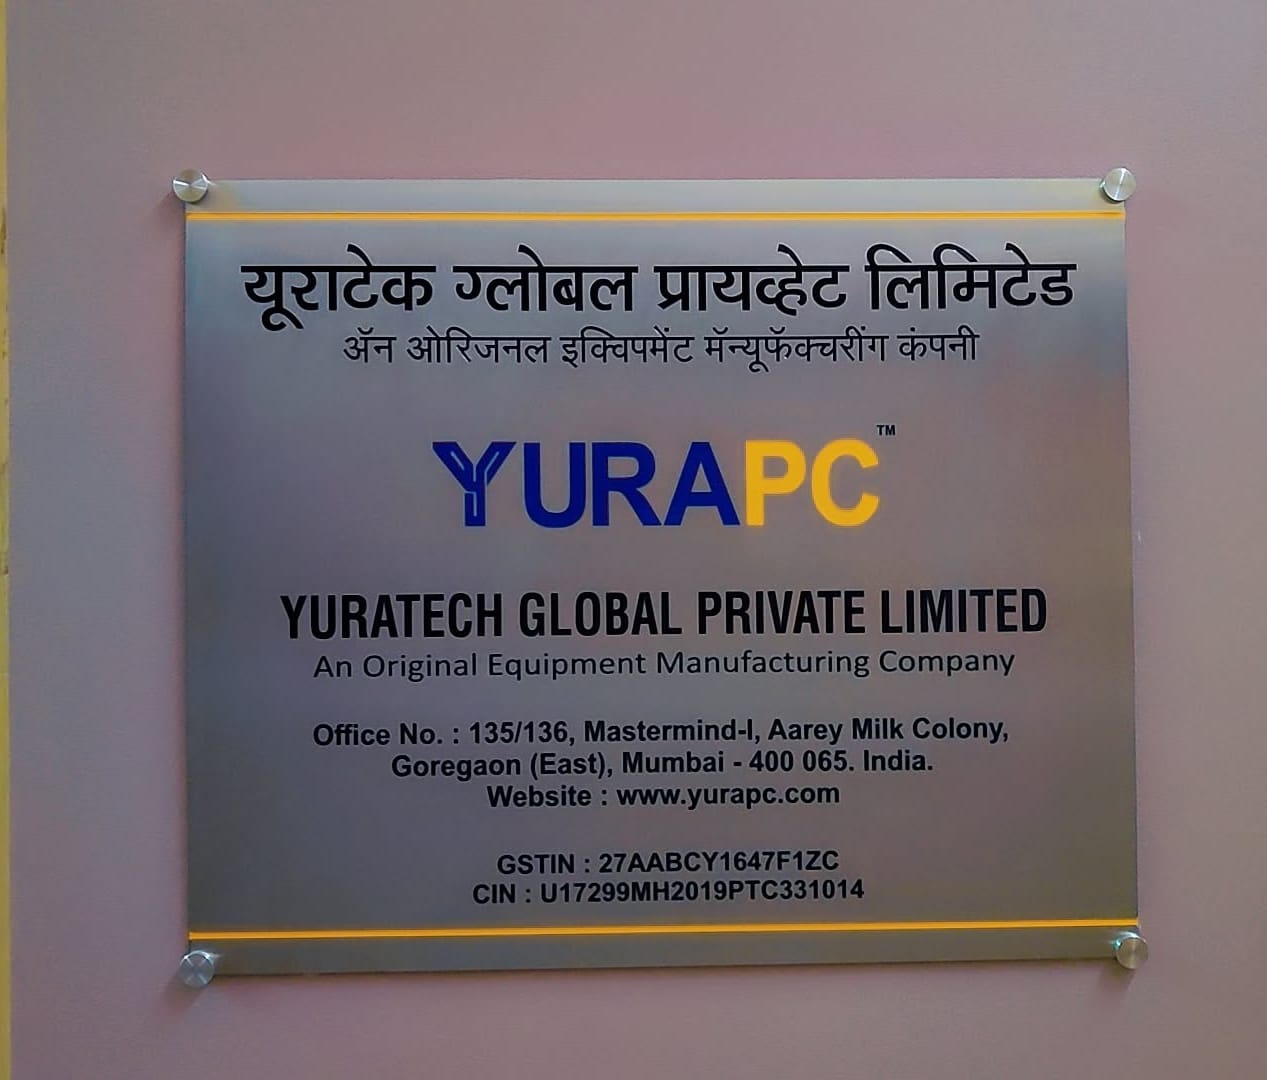 यूराटेक ग्लोबल प्रायव्हेट लिमिटेड
ॲन ओरिजनल इक्विपमेंट मॅन्यूफॅक्चरींग कंपनी
YURAPC™
YURATECH GLOBAL PRIVATE LIMITED
An Original Equipment Manufacturing Company
Office No. : 135/136, Mastermind-I, Aarey Milk Colony,
Goregaon (East), Mumbai - 400 065. India.
Website : www.yurapc.com
GSTIN : 27AABCY1647F1ZC
CIN : U17299MH2019PTC331014